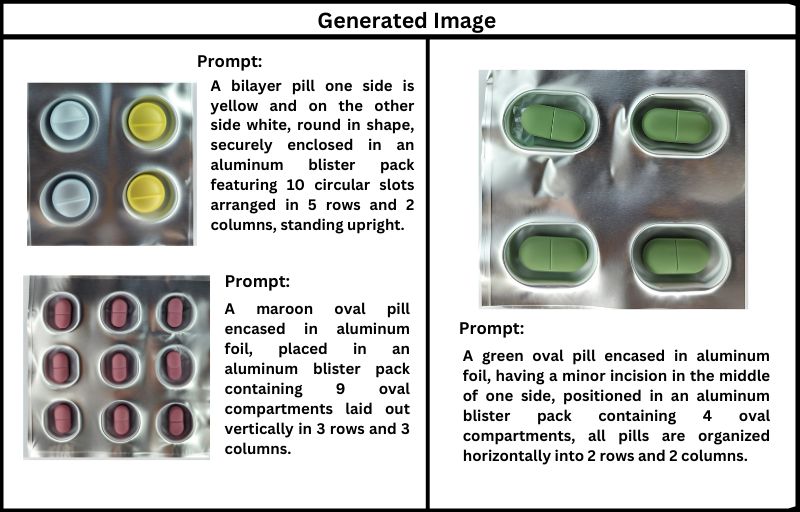 Generated Image
Prompt:
A bilayer pill one side is
yellow and on the other
side white, round in shape,
securely enclosed in an
aluminum blister pack
featuring 10 circular slots
arranged in 5 rows and 2
columns, standing upright.
Prompt:
A maroon oval pill
encased in aluminum
foil, placed in an
aluminum blister pack
containing 9 oval
compartments laid out
vertically in 3 rows and 3
columns.
Prompt:
A green oval pill encased in aluminum
foil, having a minor incision in the middle
of one side, positioned in an aluminum
blister pack containing 4 oval
compartments, all pills are organized
horizontally into 2 rows and 2 columns.